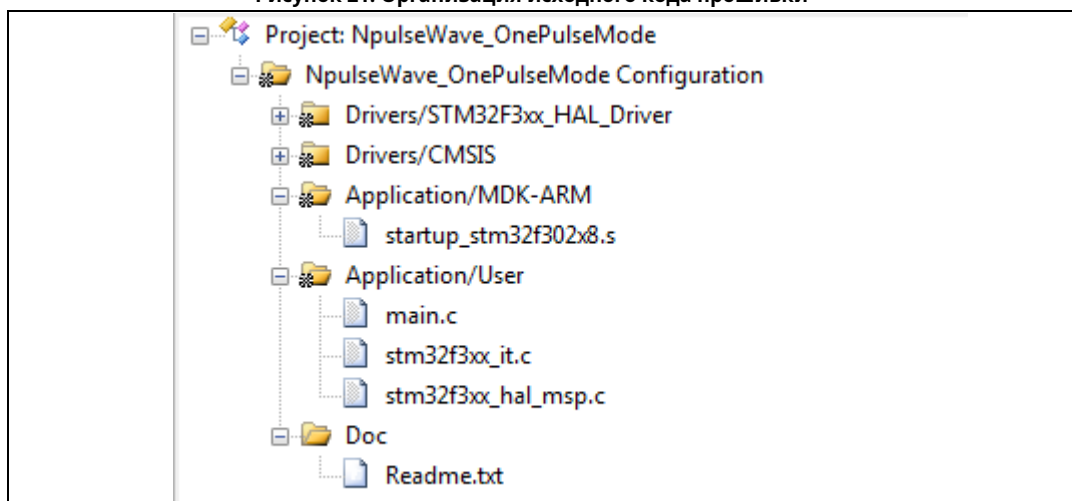 Рисунок 21. Организация исходного кода прошивки
Project: NpulseWave_OnePulseMode
NpulseWave_OnePulseMode Configuration
Drivers/STM32F3xx_HAL_Driver
Drivers/CMSIS
Application/MDK-ARM
startup_stm32f302x8.s
Application/User
main.c
stm32f3xx_it.c
stm32f3xx_hal_msp.c
Doc
Readme.txt